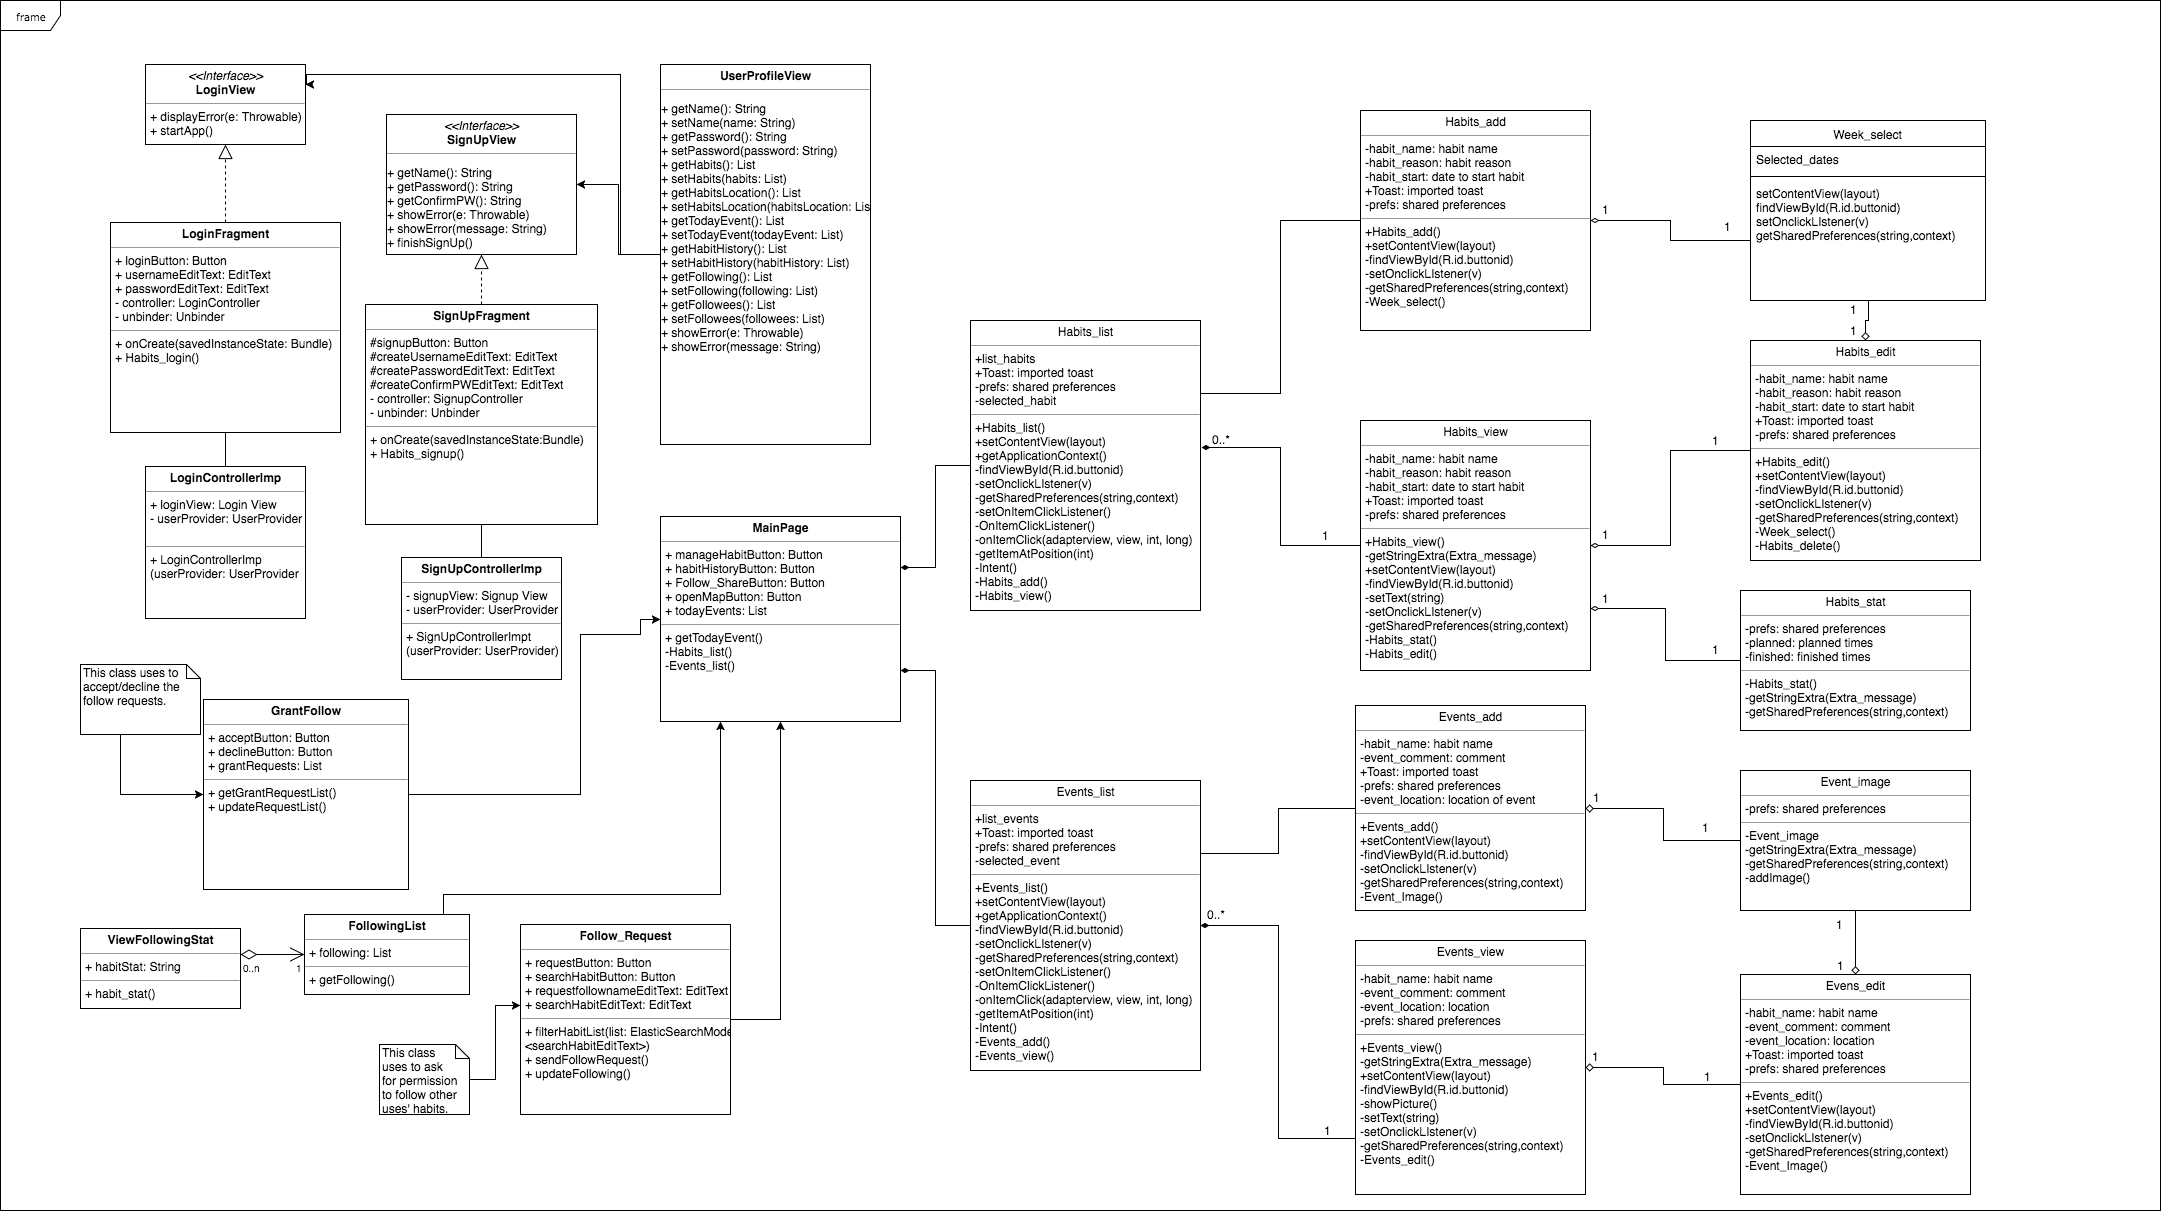 frame
<<Interface>>
LoginView
+ displayError(e: Throwable)
+ startApp()
LoginFragment
+ loginButton: Button
+ usernameEditText: EditText
+ passwordEditText: EditText
- controller: LoginController
- unbinder: Unbinder
+ onCreate(savedInstanceState: Bundle)
+ Habits_login()
LoginControllerImp
+ loginView: Login View
- userProvider: UserProvider
+ LoginControllerImp
(userProvider: UserProvider
<<Interface>>
SignUpView
+ getName(): String
+ getPassword(): String
+ getConfirmPW(): String
+ showError(e: Throwable)
+ showError(message: String)
+ finishSignUp()
SignUpFragment
#signupButton: Button
#createUsernameEditText: EditText
#createPasswordEditText: EditText
#createConfirmPWEditText: EditText
- controller: SignupController
- unbinder: Unbinder
+ onCreate(savedInstanceState:Bundle)
+ Habits_signup()
SignUpControllerImp
- signupView: Signup View
- userProvider: UserProvider
+ SignUpControllerImpt
(userProvider: UserProvider)
UserProfileView
+ getName(): String
+ setName(name: String)
+ getPassword(): String
+ setPassword(password: String)
+ getHabits(): List
+ setHabits(habits: List)
+ getHabitsLocation(): List
+ setHabitsLocation(habitsLocation: Lis
+ getTodayEvent(): List
+ setTodayEvent(todayEvent: List)
+ getHabitHistory(): List
+ setHabitHistory(habitHistory: List)
+ getFollowing(): List
+ setFollowing(following: List)
+ getFollowees(): List
+ setFollowees(followees: List)
+ showError(e: Throwable)
+ showError(message: String)
MainPage
+ manageHabitButton: Button
+ habitHistoryButton: Button
+ Follow_ShareButton: Button
+ openMapButton: Button
+ todayEvents: List
+ getTodayEvent()
-Habits_list()
-Events_list()
This class uses to
accept/decline the
follow requests.
GrantFollow
+ acceptButton: Button
+ declineButton: Button
+ grantRequests: List
+ getGrantRequestList()
+ updateRequestList()
ViewFollowingStat
+ habitStat: String
+ habit_stat()
0..n
1
FollowingList
+ following: List
+ getFollowing()
This class
uses to ask
for permission
to follow other
uses' habits.
Follow_Request
+ requestButton: Button
+ searchHabitButton: Button
+ requestfollownameEditText: EditText
+ searchHabitEditText: EditText
+ filterHabitList(list: ElasticSearchMode
<searchHabitEditText>)
+ sendFollowRequest()
+ updateFollowing()
Habits_list
+list_habits
+Toast: imported toast
-prefs: shared preferences
-selected_habit
+Habits_list()
+setContentView(layout)
+getApplicationContext()
-findViewById(R.id.buttonid)
-setOnclickLIstener(v)
-getSharedPreferences(string,context)
-setOnItemClickListener()
-OnItemClickListener()
-onItemClick(adapterview, view, int, long)
-getItemAtPosition(int)
-Intent()
-Habits_add()
-Habits_view()
0..*
1
Events_list
+list_events
+Toast: imported toast
-prefs: shared preferences
-selected_event
+Events_list()
+setContentView(layout)
+getApplicationContext()
-findViewById(R.id.buttonid)
-setOnclickLIstener(v)
-getSharedPreferences(string,context)
-setOnItemClickListener()
-OnItemClickListener()
-onItemClick(adapterview, view, int, long)
-getItemAtPosition(int)
-Intent()
-Events_add()
-Events_view()
0..*
1
Habits_add
-habit_name: habit name
-habit_reason: habit reason
-habit_start: date to start habit
+Toast: imported toast
-prefs: shared preferences
+Habits_add()
+setContentView(layout)
-findViewById(R.id.buttonid)
-setOnclickLIstener(v)
-getSharedPreferences(string,context)
-Week_select()
1
1
Week_select
Selected_dates
setContentView(layout)
findViewById(R.id.buttonid)
setOnclickLIstener(v)
getSharedPreferences(string,context)
1
1
Habits_view
-habit_name: habit name
-habit_reason: habit reason
-habit_start: date to start habit
+Toast: imported toast
-prefs: shared preferences
+Habits_view()
-getStringExtra(Extra_message)
+setContentView(layout)
-findViewById(R.id.buttonid)
-setText(string)
-setOnclickLIstener(v)
-getSharedPreferences(string,context)
-Habits_stat()
-Habits_edit()
1
1
1
1
Habits_edit
-habit_name: habit name
-habit_reason: habit reason
-habit_start: date to start habit
+Toast: imported toast
-prefs: shared preferences
+Habits_edit()
+setContentView(layout)
-findViewById(R.id.buttonid)
-setOnclickLIstener(v)
-getSharedPreferences(string,context)
-Week_select()
-Habits_delete()
Habits_stat
-prefs: shared preferences
-planned: planned times
-finished: finished times
-Habits_stat()
-getStringExtra(Extra_message)
-getSharedPreferences(string,context)
Events_add
-habit_name: habit name
-event_comment: comment
+Toast: imported toast
-prefs: shared preferences
-event_location: location of event
+Events_add()
+setContentView(layout)
-findViewById(R.id.buttonid)
-setOnclickLIstener(v)
-getSharedPreferences(string,context)
-Event_Image()
1
1
Event_image
-prefs: shared preferences
-Event_image
-getStringExtra(Extra_message)
-getSharedPreferences(string,context)
-addImage()
1
1
Events_view
-habit_name: habit name
-event_comment: comment
-event_location: location
-prefs: shared preferences
+Events_view()
-getStringExtra(Extra_message)
+setContentView(layout)
-findViewById(R.id.buttonid)
-showPicture()
-setText(string)
-setOnclickLIstener(v)
-getSharedPreferences(string,context)
-Events_edit()
1
1
Evens_edit
-habit_name: habit name
-event_comment: comment
-event_location: location
+Toast: imported toast
-prefs: shared preferences
+Events_edit()
+setContentView(layout)
-findViewById(R.id.buttonid)
-setOnclickLIstener(v)
-getSharedPreferences(string,context)
-Event_Image()